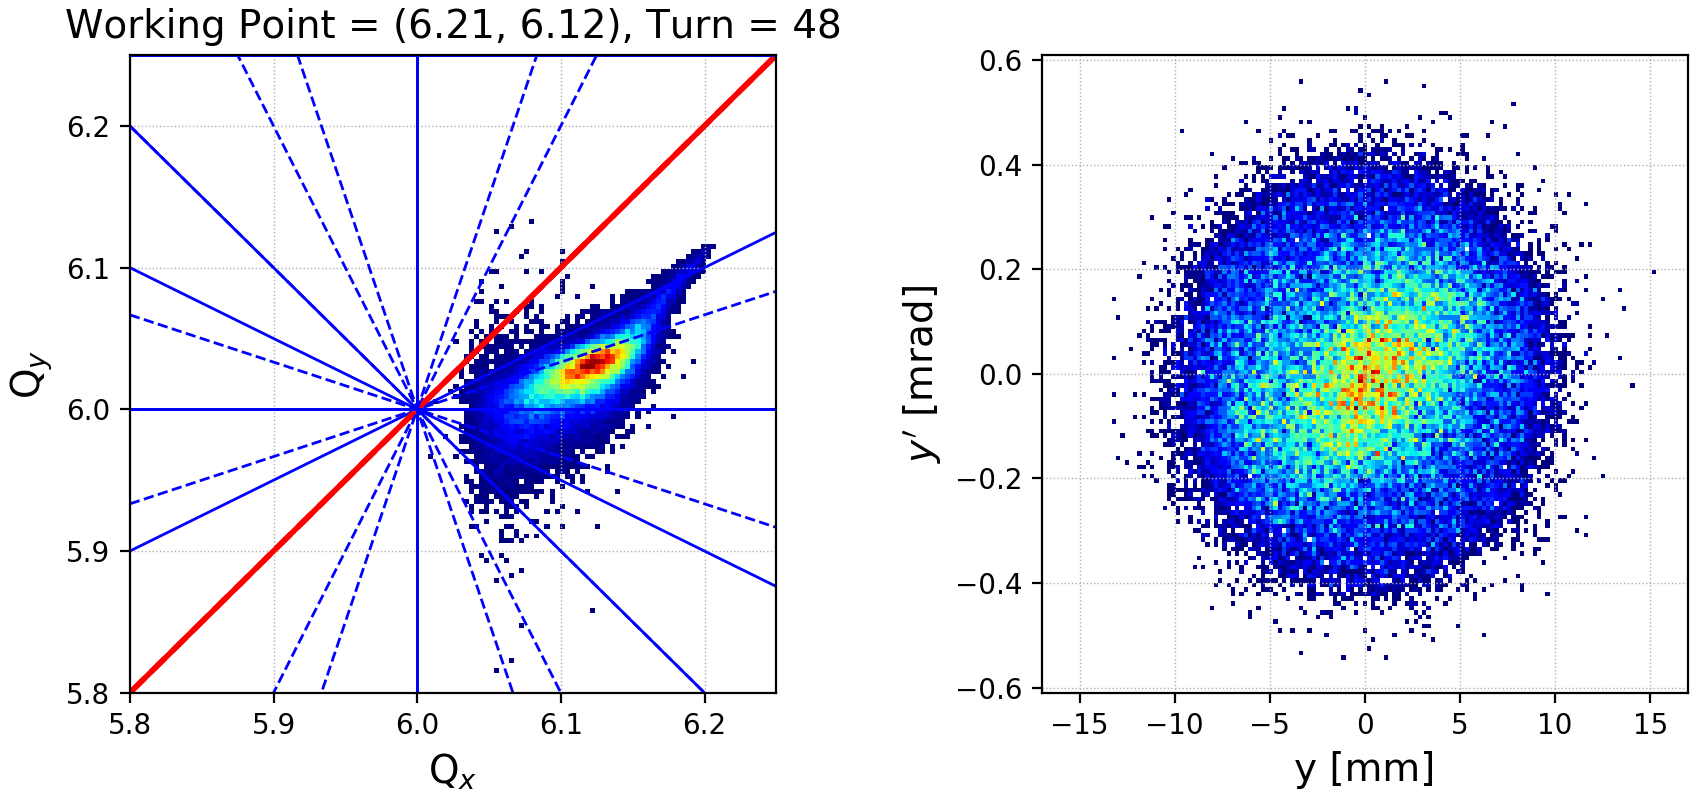 Working Point = (6.21, 6.12), Turn = 48
6.2
6.1
6.0
5.9
5.8
Qy
5.8 5.9 6.0 6.1 6.2
Qx
0.6
0.4
0.2
0.0
−0.2
−0.4
−0.6
y′ [mrad]
−15 −10 −5 0 5 10 15
y [mm]